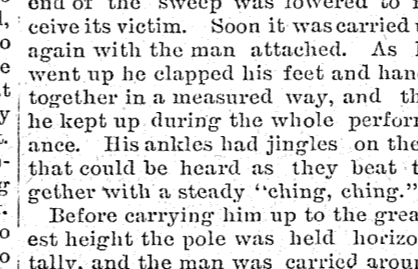 end of the sweep was lowered to
ceive its victim. Soon it was carried
again with the man attached. As
went up he clapped his feet and han
together in a measured way, and th
he kept up during the whole perfor
ance. His ankles had jingles on the
that could be heard as they beat t
gether with a steady “ching, ching.”
Before carrying him up to the grea
est height the pole was held horizo
tally, and the man was carried aroun